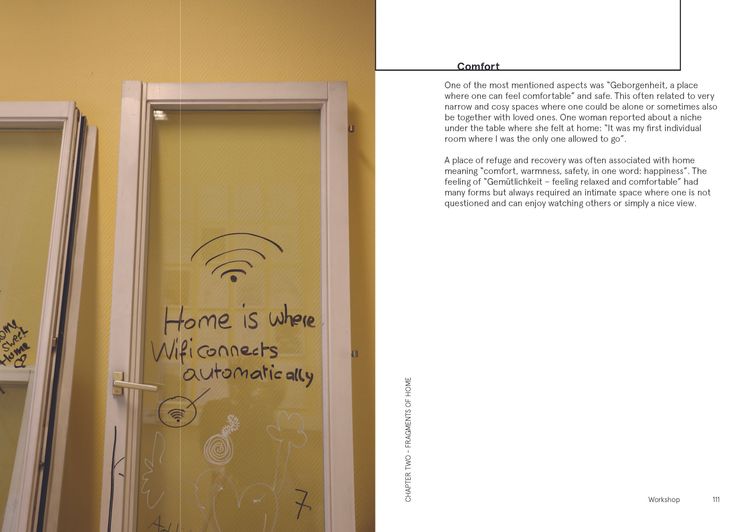 Home is where
Wifi connects
automatically
Sweet
Home
7
Comfort
One of the most mentioned aspects was “Geborgenheit, a place
where one can feel comfortable” and safe. This often related to very
narrow and cosy spaces where one could be alone or sometimes also
be together with loved ones. One woman reported about a niche
under the table where she felt at home: “It was my first individual
room where I was the only one allowed to go”.
A place of refuge and recovery was often associated with home
meaning “comfort, warmness, safety, in one word: happiness”. The
feeling of “Gemütlichkeit – feeling relaxed and comfortable” had
many forms but always required an intimate space where one is not
questioned and can enjoy watching others or simply a nice view.
CHAPTER TWO – FRAGMENTS OF HOME
Workshop 111